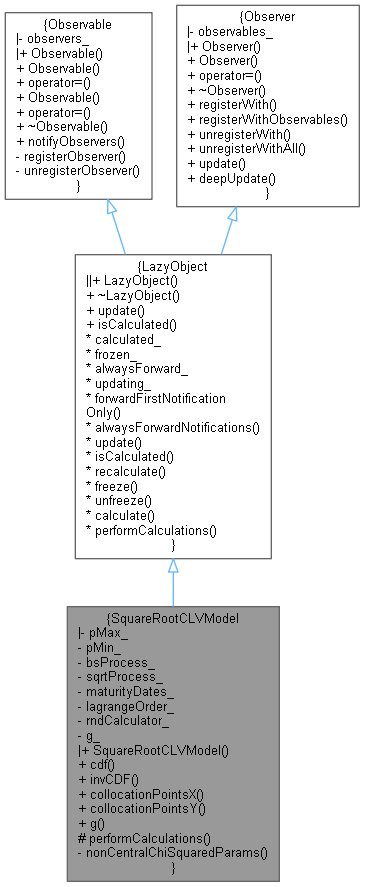 {Observable
|- observers_
|+ Observable()
+ Observable()
+ operator=()
+ Observable()
+ operator=()
+ ~Observable()
+ notifyObservers()
- registerObserver()
- unregisterObserver()
}
{Observer
|- observables_
|+ Observer()
+ Observer()
+ operator=()
+ ~Observer()
+ registerWith()
+ registerWithObservables()
+ unregisterWith()
+ unregisterWithAll()
+ update()
+ deepUpdate()
}
{LazyObject
||+ LazyObject()
+ ~LazyObject()
+ update()
+ isCalculated()
* calculated_
* frozen_
* alwaysForward_
* updating_
* forwardFirstNotification
Only()
* alwaysForwardNotifications()
* update()
* isCalculated()
* recalculate()
* freeze()
* unfreeze()
* calculate()
* performCalculations()
}
{SquareRootCLVModel
|- pMax_
- pMin_
- bsProcess_
- sqrtProcess_
- maturityDates_
- lagrangeOrder_
- rndCalculator_
- g_
|+ SquareRootCLVModel()
+ cdf()
+ invCDF()
+ collocationPointsX()
+ collocationPointsY()
+ g()
# performCalculations()
- nonCentralChiSquaredParams()
}